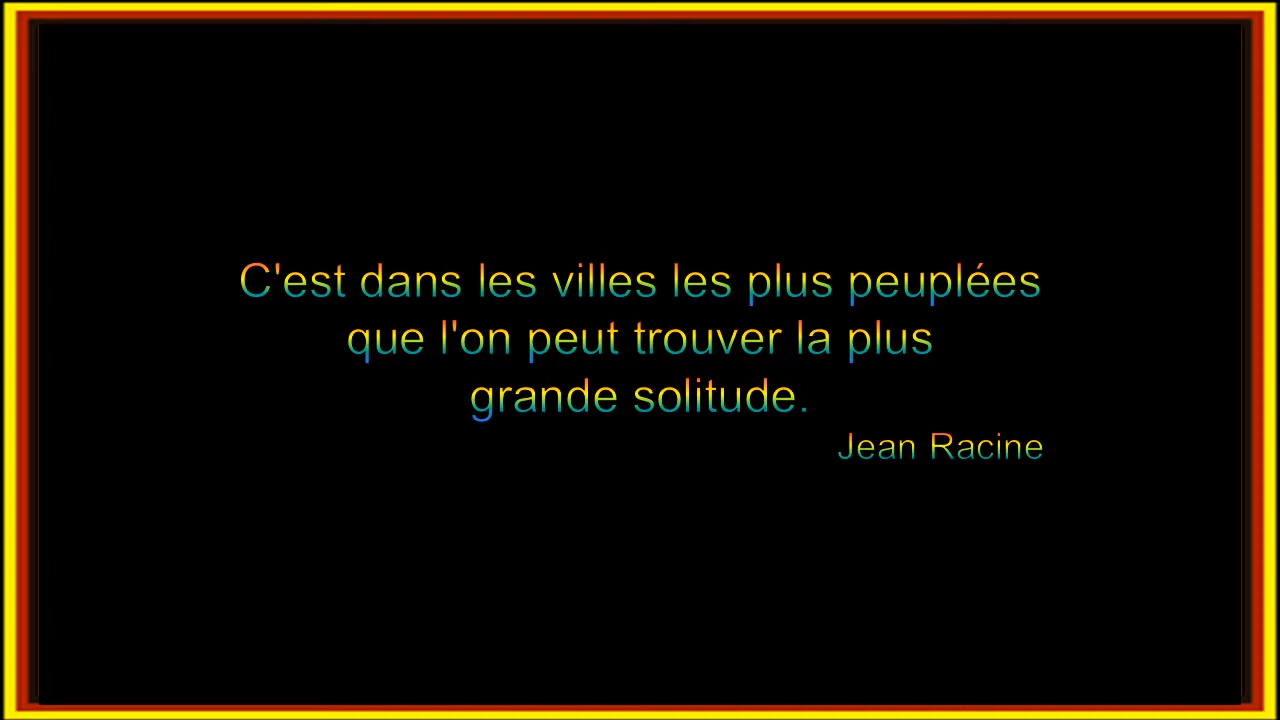 C'est dans les villes les plus peuplées
que l'on peut trouver la plus
grande solitude.
Jean Racine